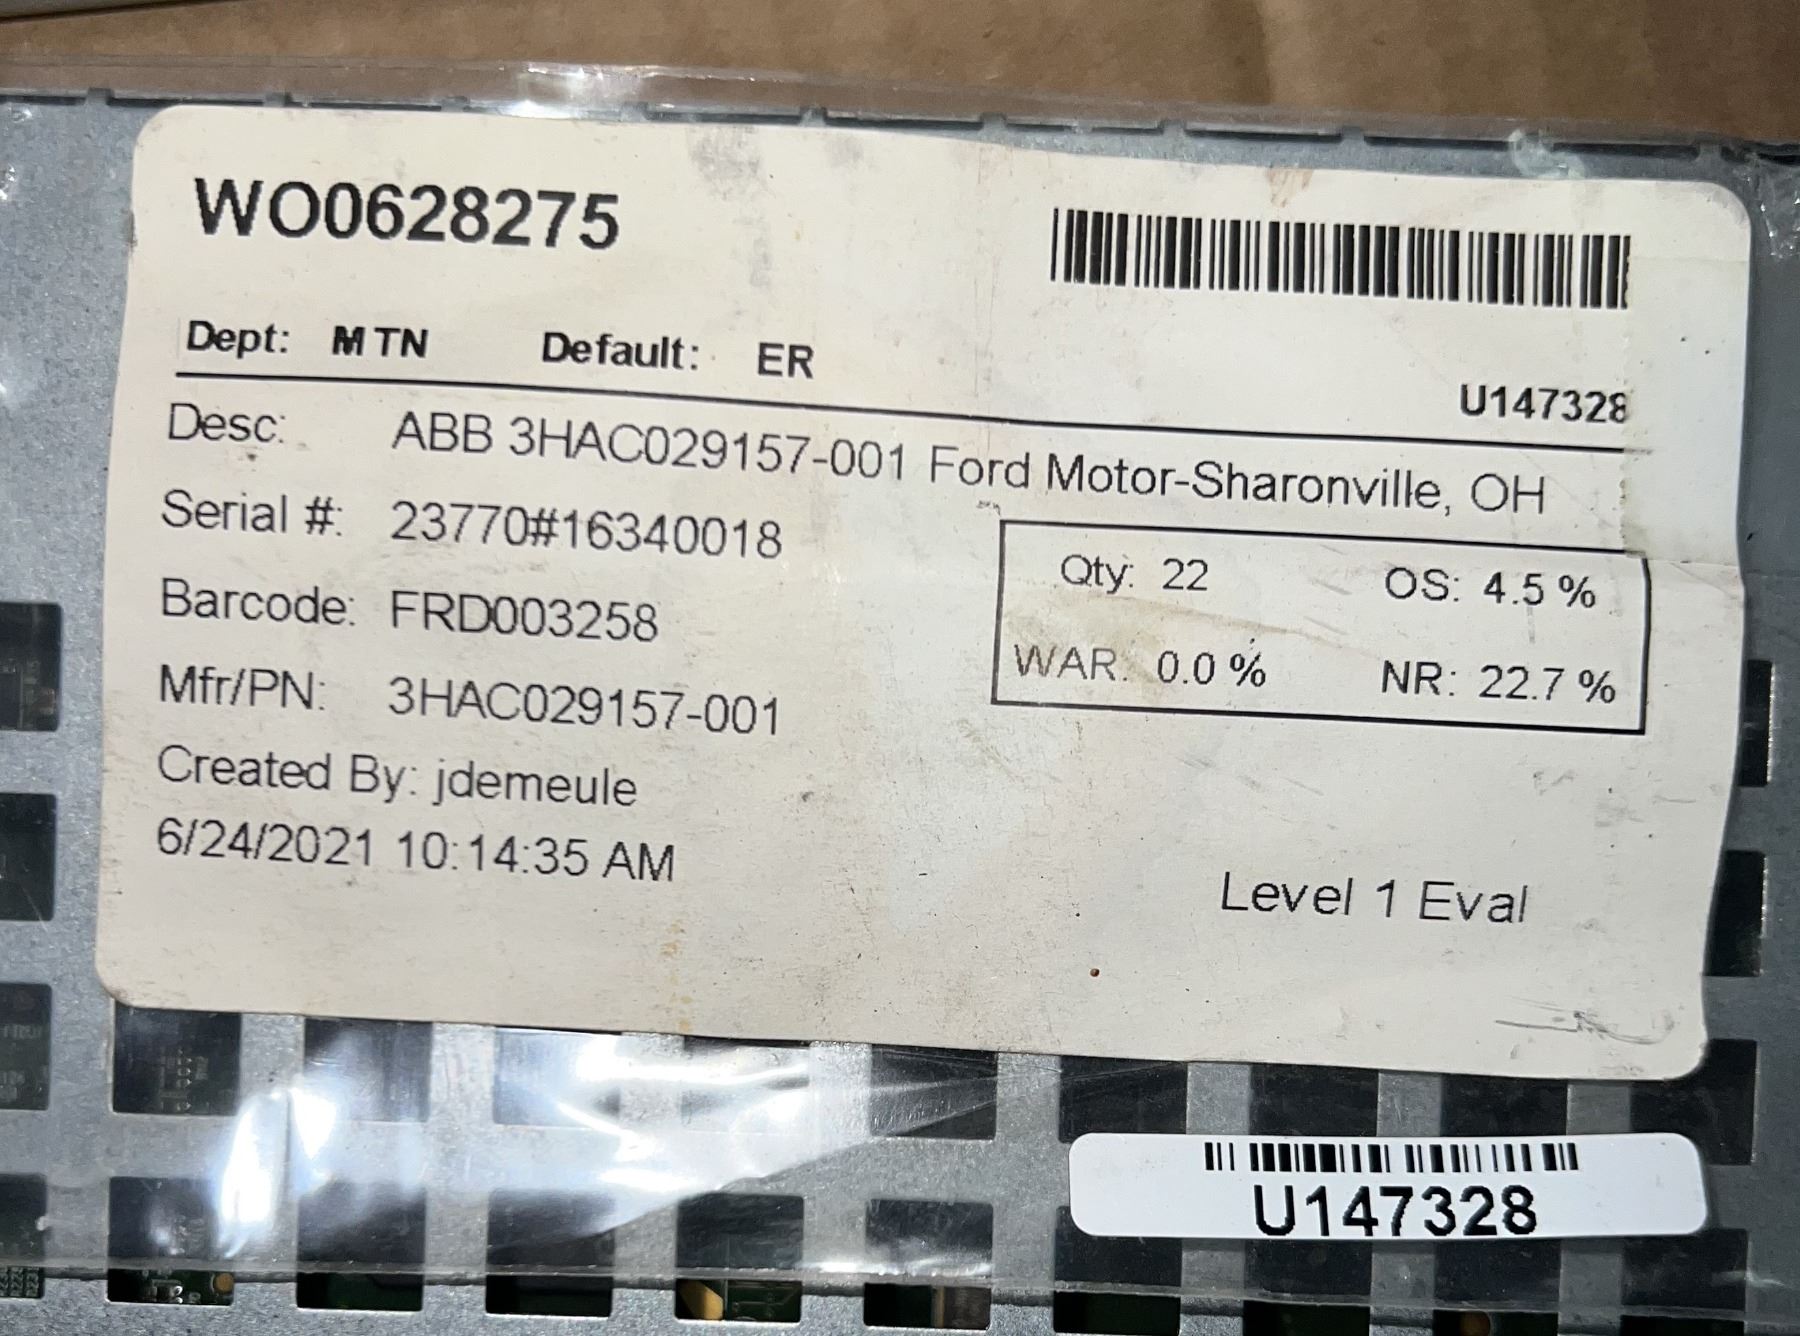 WO0628275
Dept: MTN Default: ER
U147328
Desc: ABB 3HAC029157-001 Ford Motor-Sharonville, OH
Serial #: 23770#16340018
Qty: 22 OS: 4.5 %
Barcode: FRD003258
WAR: 0.0 % NR: 22.7 %
Mfr/PN: 3HAC029157-001
Created By: jdemeule
6/24/2021 10:14:35 AM
Level 1 Eval
U147328